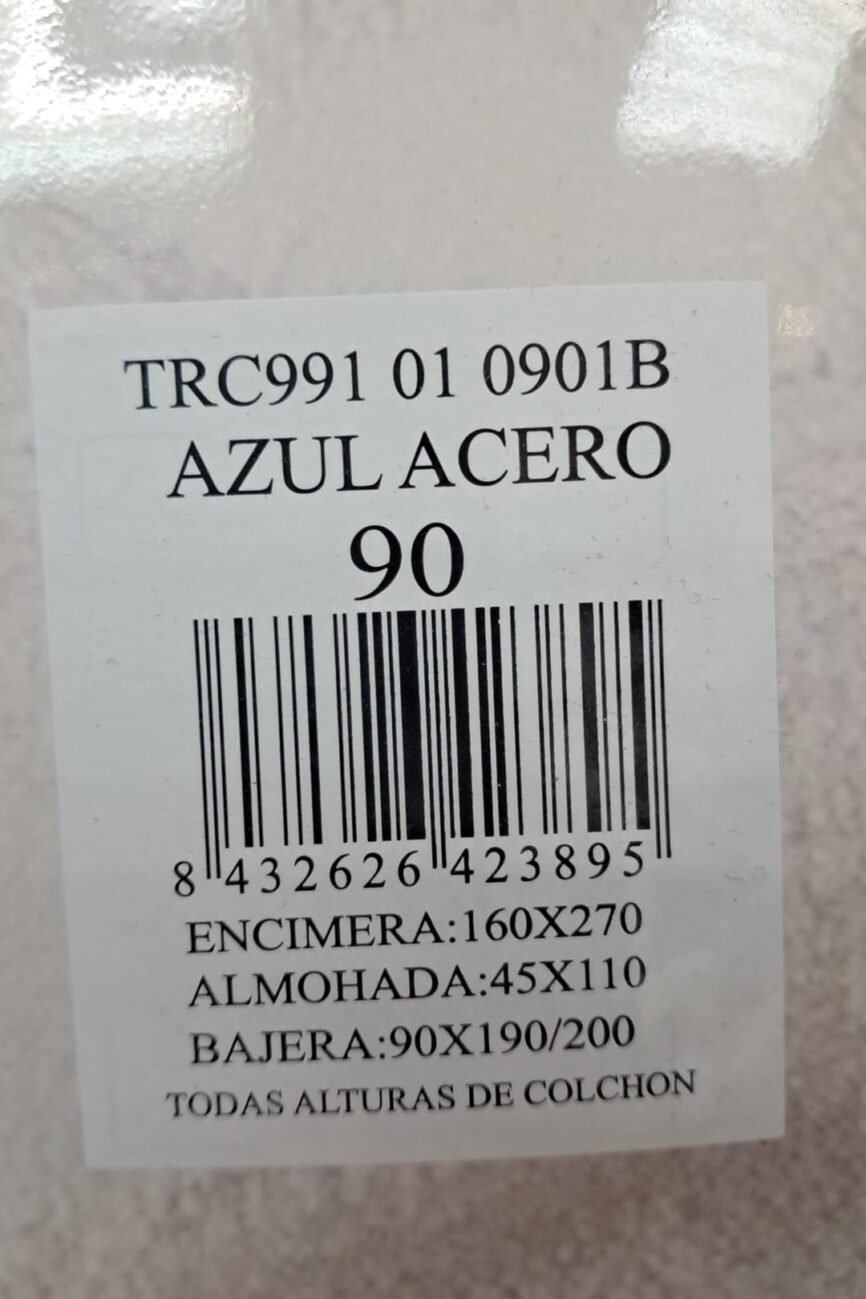 TRC991 01 0901B
AZUL ACERO
90
8 432626 423895
ENCIMERA:160X270
ALMOHADA:45X110
BAJERA:90X190/200
TODAS ALTURAS DE COLCHON